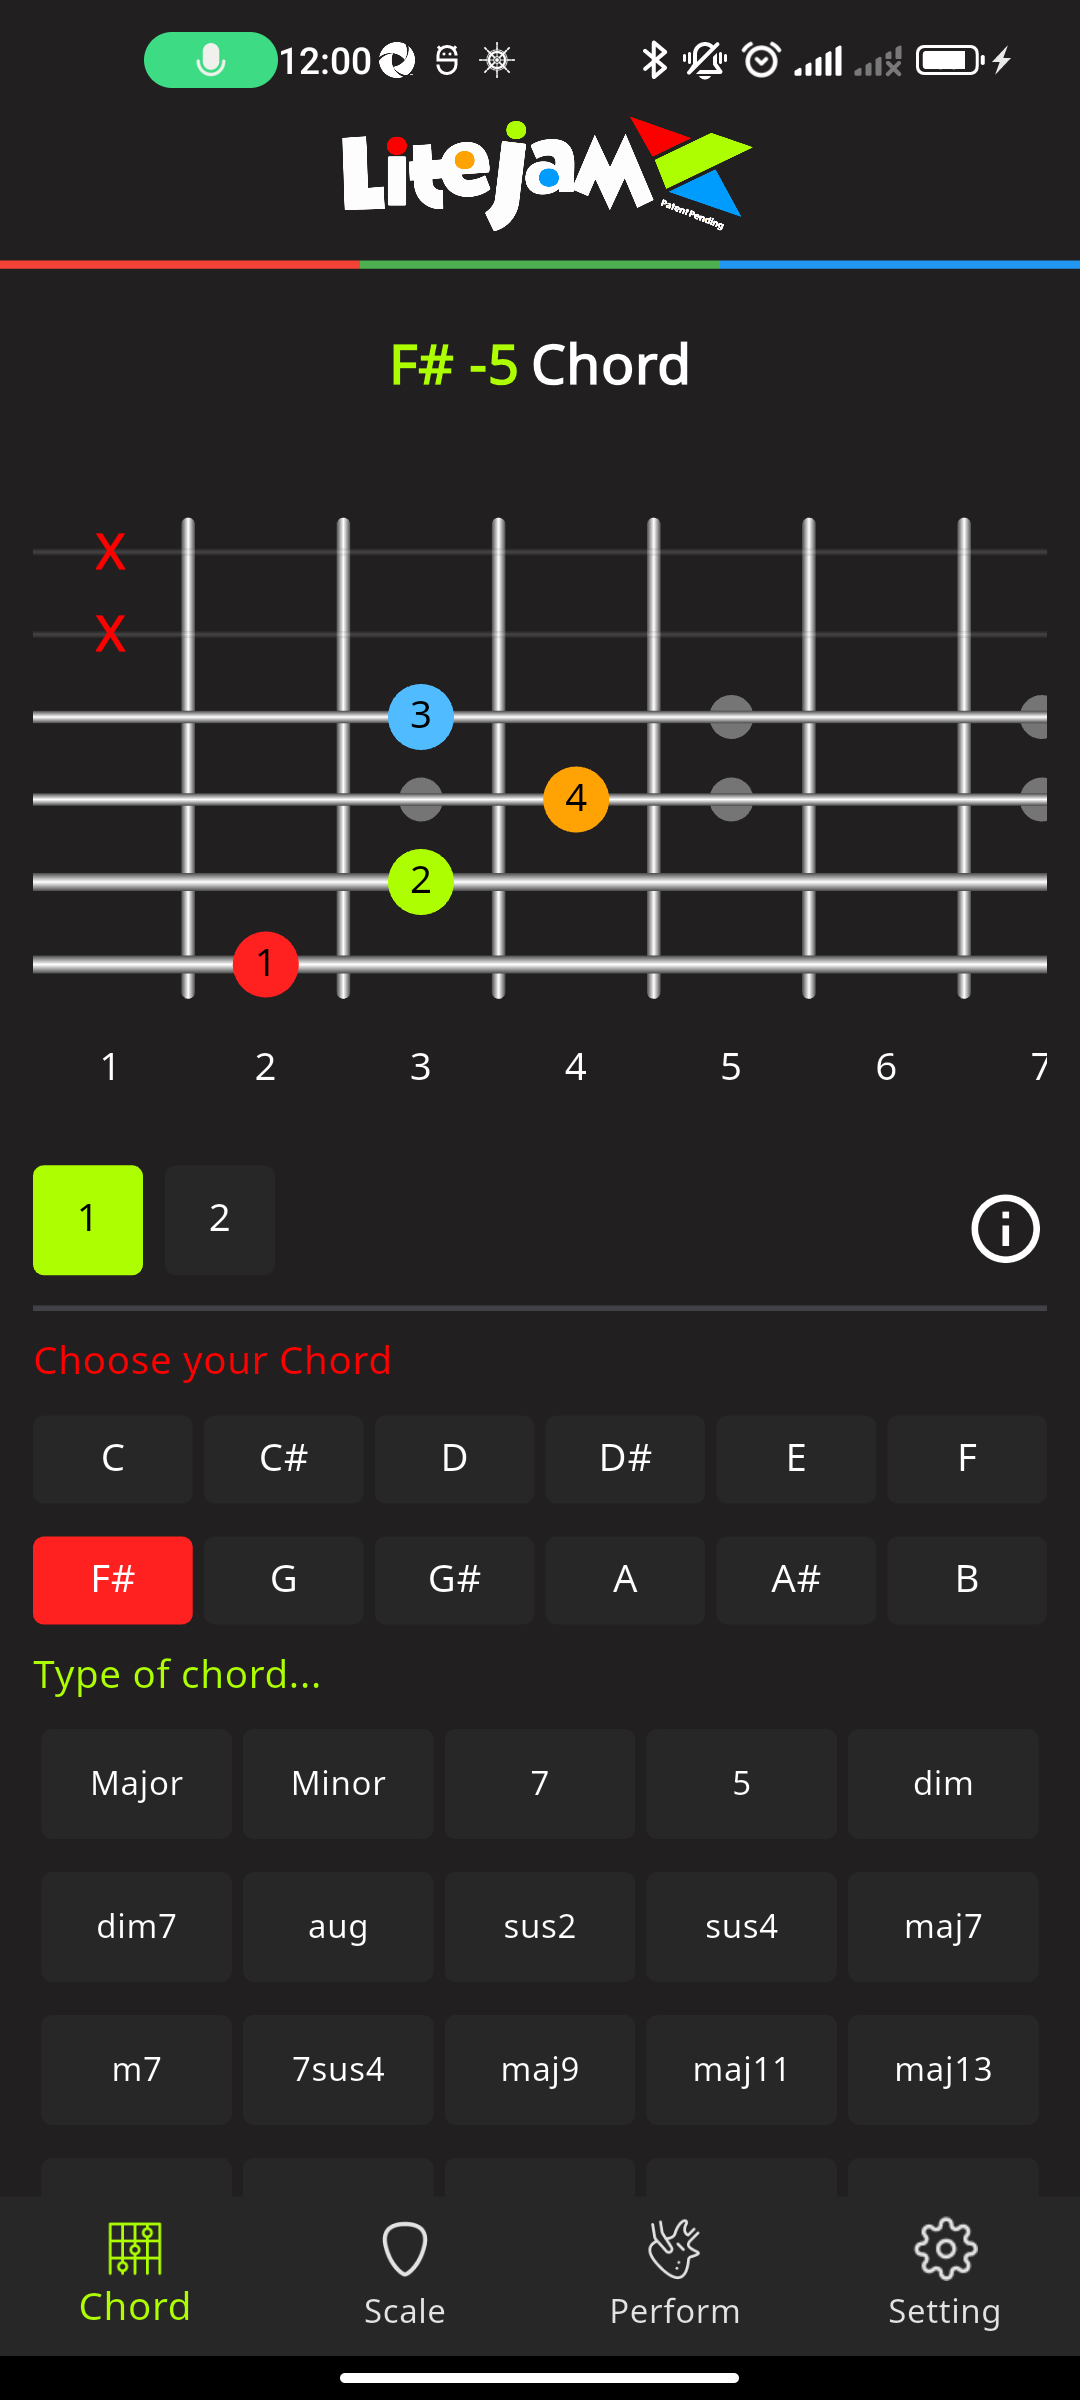 12:00
Litejam
Patent Pending
F# -5 Chord
X
X
3
4
2
1
1 2 3 4 5 6 7
1 2
Choose your Chord
C C# D D# E F
F# G G# A A# B
Type of chord...
Major Minor 7 5 dim
dim7 aug sus2 sus4 maj7
m7 7sus4 maj9 maj11 maj13
Chord Scale Perform Setting